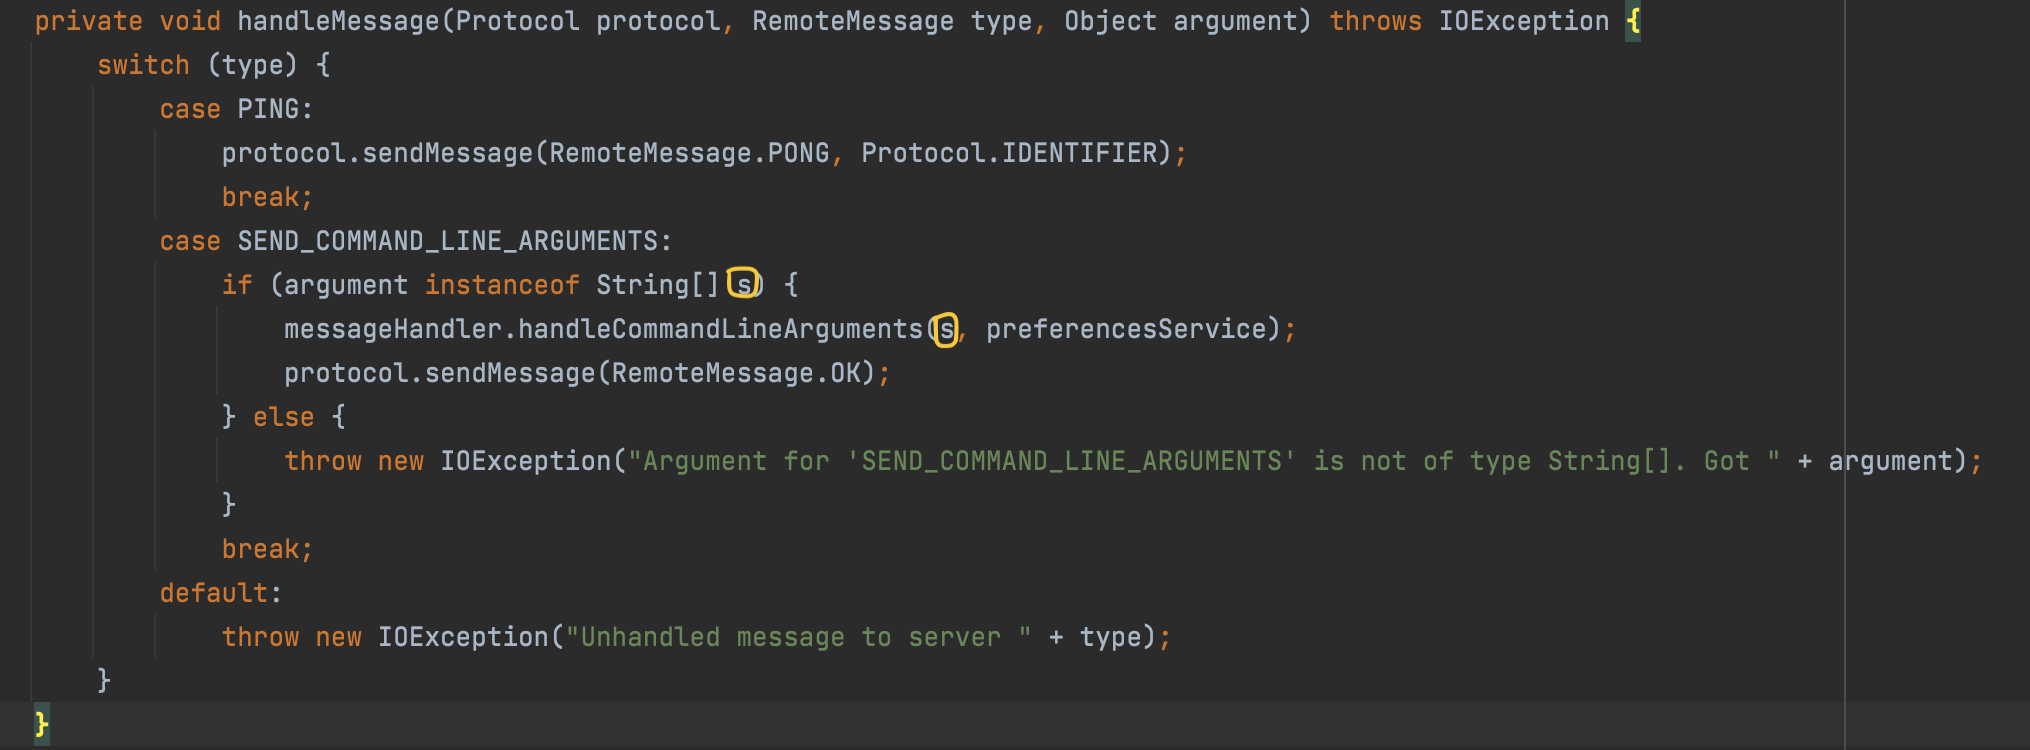 private void handleMessage(Protocol protocol, RemoteMessage type, Object argument) throws IOException {
switch (type) {
case PING:
protocol.sendMessage(RemoteMessage.PONG, Protocol.IDENTIFIER);
break;
case SEND_COMMAND_LINE_ARGUMENTS:
if (argument instanceof String[] s) {
messageHandler.handleCommandLineArguments(s, preferencesService);
protocol.sendMessage(RemoteMessage.OK);
} else {
throw new IOException("Argument for 'SEND_COMMAND_LINE_ARGUMENTS' is not of type String[]. Got " + argument);
}
break;
default:
throw new IOException("Unhandled message to server " + type);
}
}